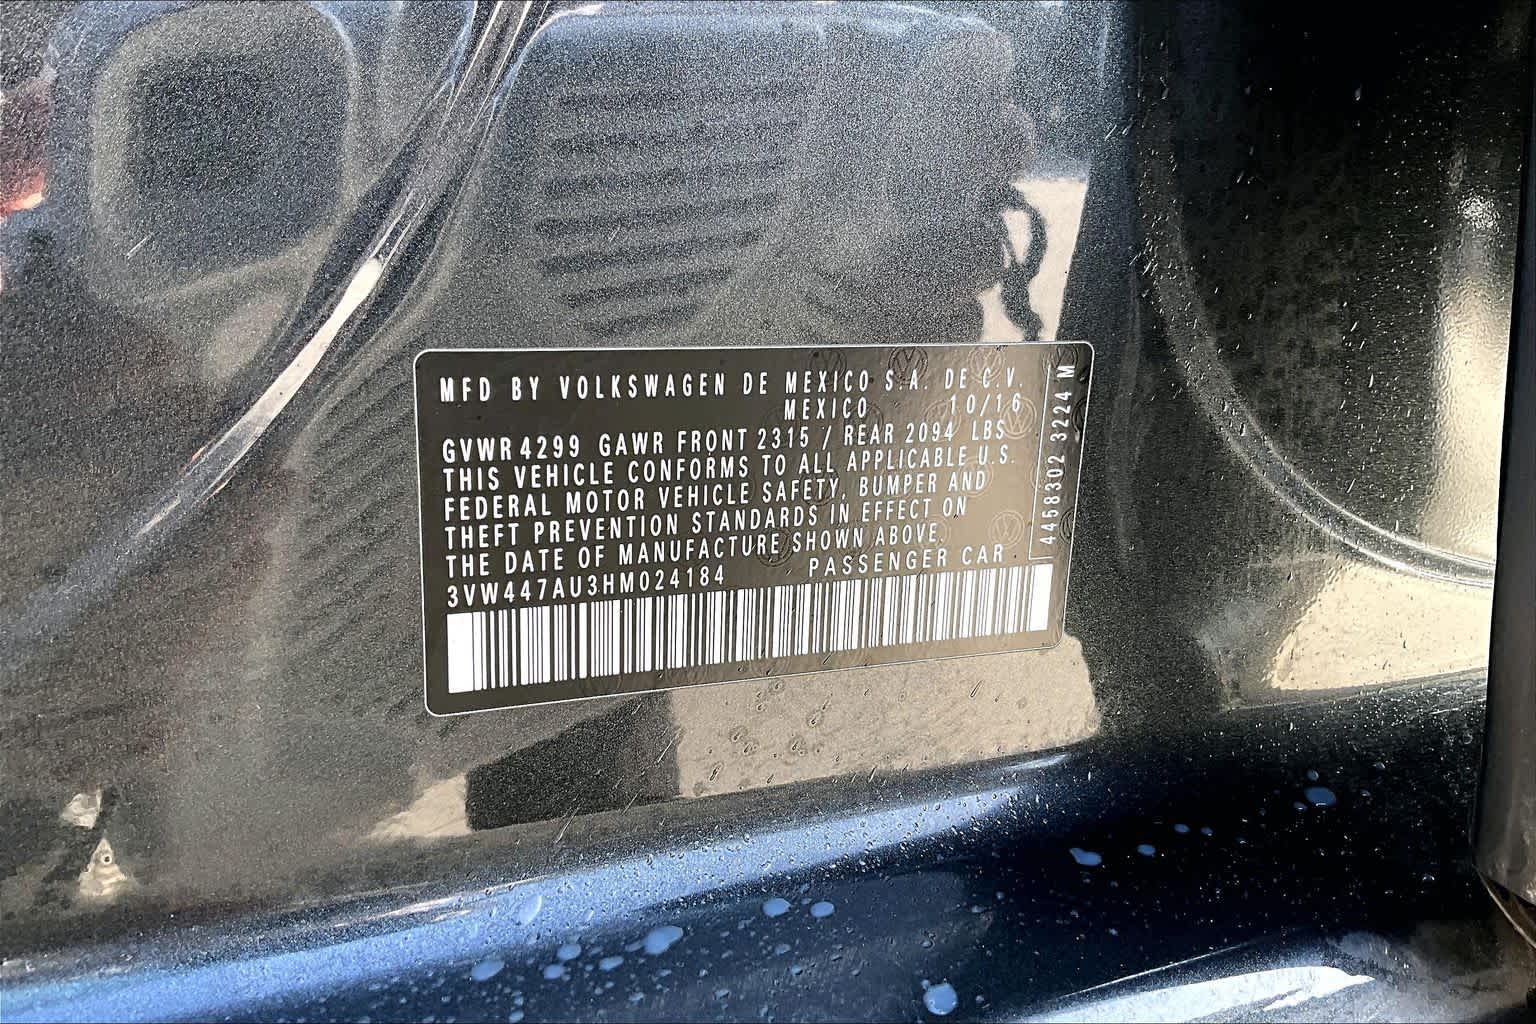 MFD BY VOLKSWAGEN DE MEXICO S.A. DE C.V.
MEXICO 10/16
GVWR 4299 GAWR FRONT 2315 / REAR 2094 LBS
THIS VEHICLE CONFORMS TO ALL APPLICABLE U.S.
FEDERAL MOTOR VEHICLE SAFETY, BUMPER AND
THEFT PREVENTION STANDARDS IN EFFECT ON
THE DATE OF MANUFACTURE SHOWN ABOVE.
3VW447AU3HM024184 PASSENGER CAR
4458302 3224 M